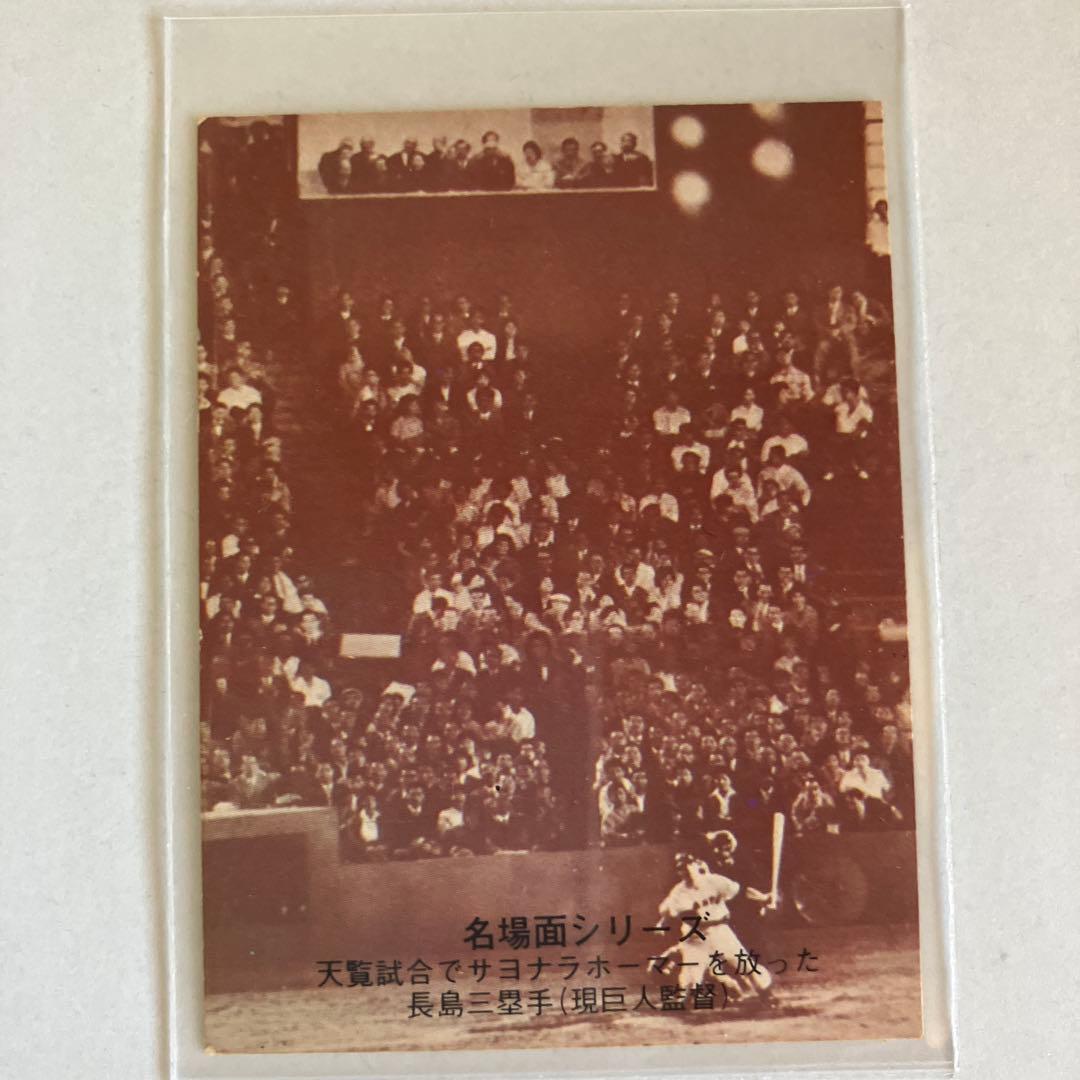 名場面シリーズ
天覧試合でサヨナラホーマーを放った
長島三塁手(現巨人監督)